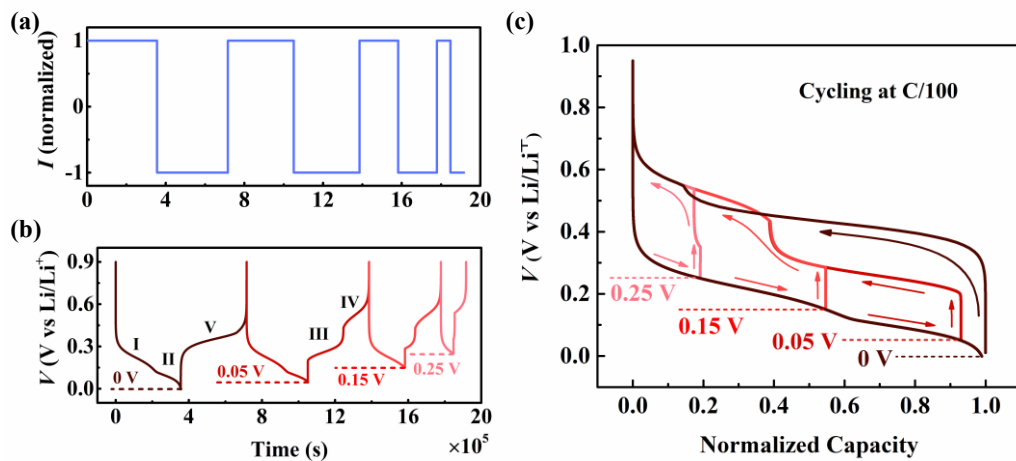 (a)
I (normalized)
1
0
-1
0 4 8 12 16 20
(b)
V (vs Li/Li⁺)
0.9
0.6
0.3
0.0
I
II
V
III
IV
0 V
0.05 V
0.15 V
0.25 V
0 4 8 12 16 20
Time (s)
×10⁵
(c)
V (V vs Li/Li⁺)
1.0
0.8
0.6
0.4
0.2
0.0
Cycling at C/100
0.25 V
0.15 V
0.05 V
0 V
0.0 0.2 0.4 0.6 0.8 1.0
Normalized Capacity